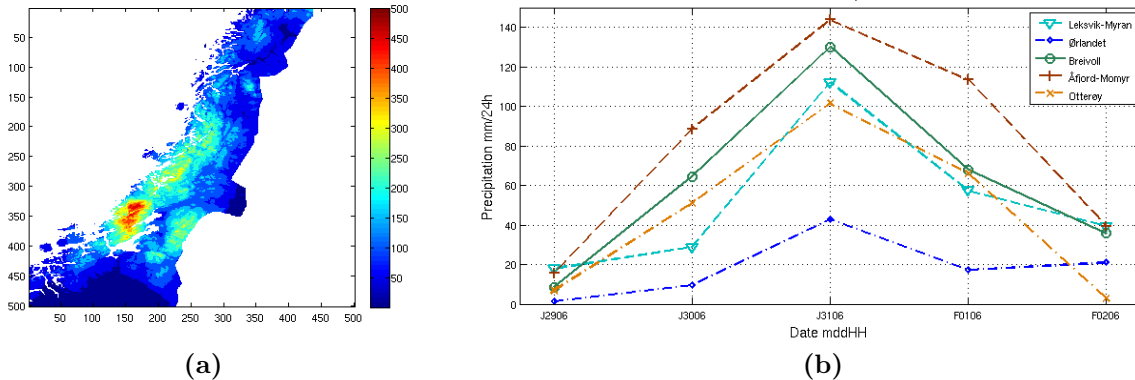 50
100
150
200
250
300
350
400
450
500
50 100 150 200 250 300 350 400 450 500
500
450
400
350
300
250
200
150
100
50
(a)
Precipitation mm/24h
140
120
100
80
60
40
20
0
J2906 J3006 J3106 F0106 F0206
Date mddHH
Leksvik-Myran
Ørlandet
Breivoll
Åfjord-Momyr
Otterøy
(b)